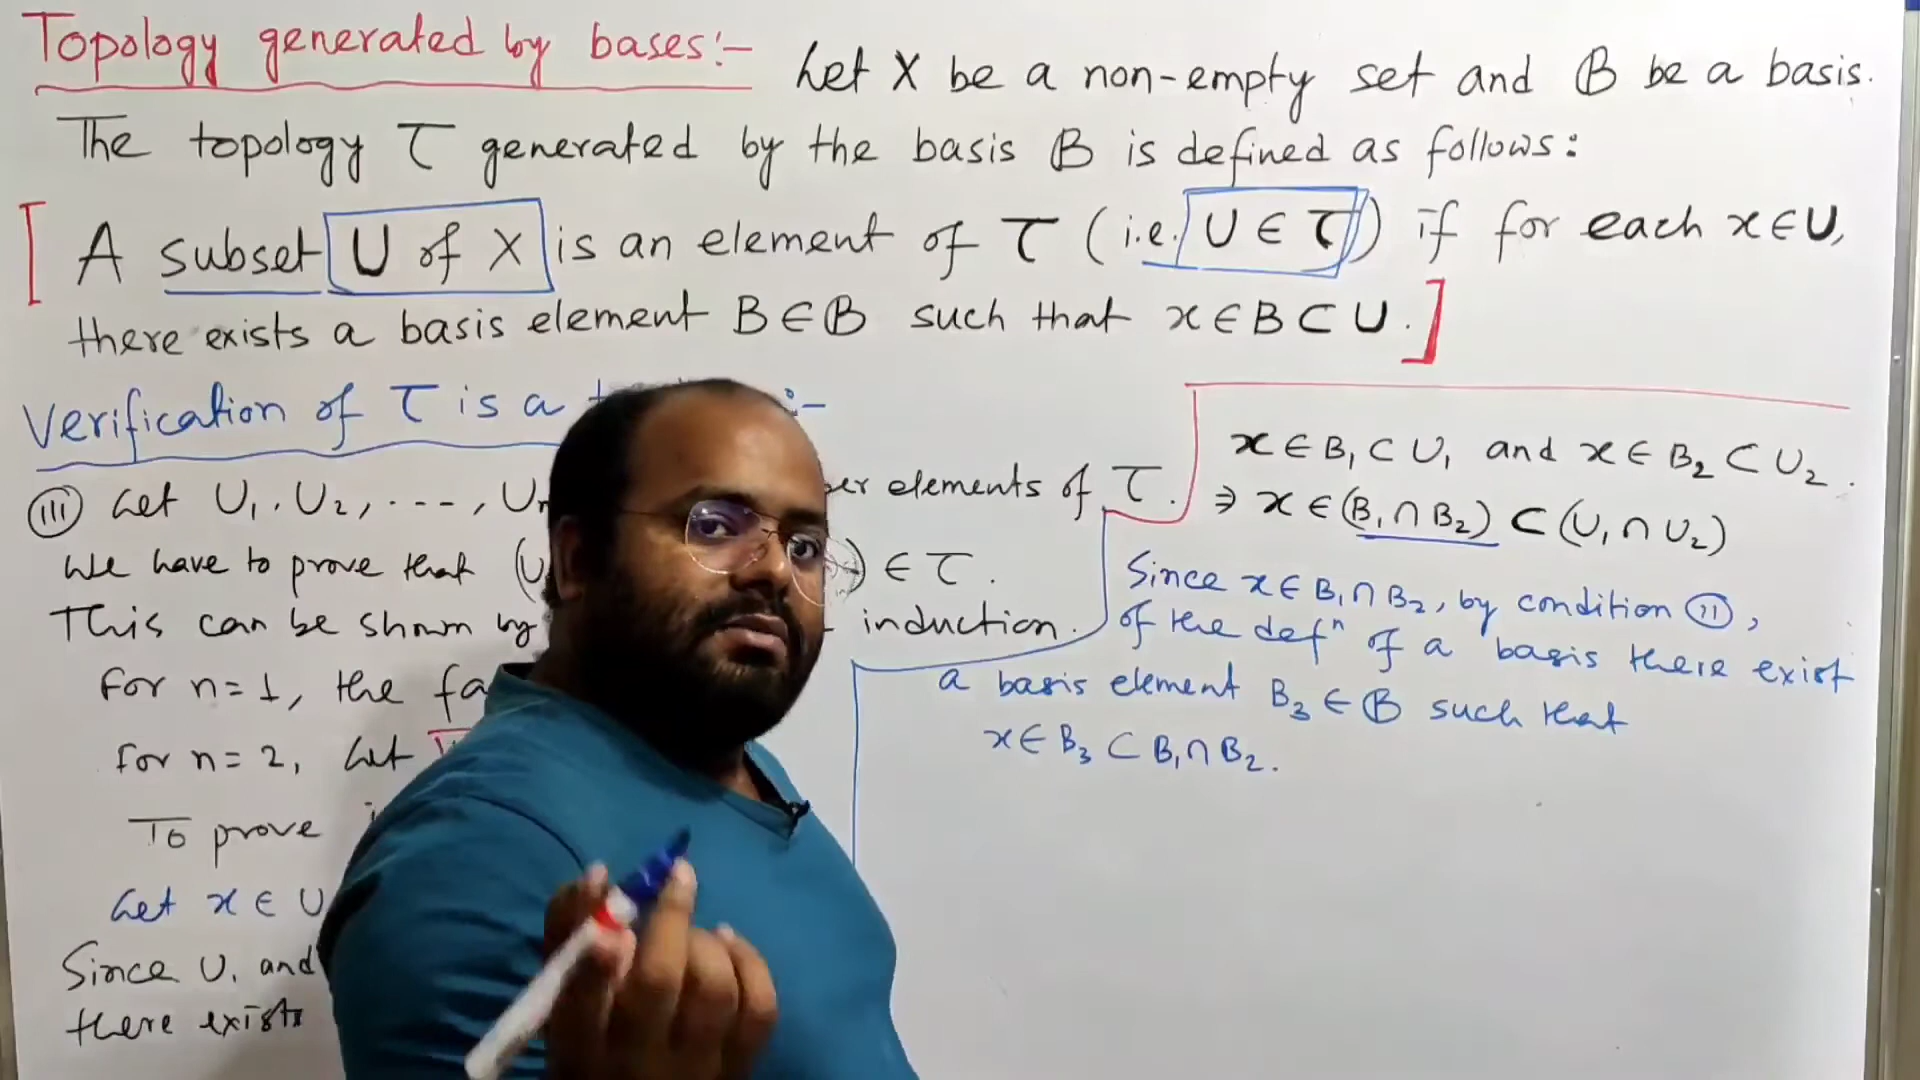 Topology generated by bases:- Let X be a non-empty set and B be a basis.
The topology τ generated by the basis B is defined as follows:
[ A subset U of X is an element of τ (i.e. U ∈ τ) if for each x ∈ U,
there exists a basis element B ∈ B such that x ∈ B ⊂ U. ]
Verification of τ is a :-
(III) Let U₁, U₂, ----, elements of τ.
We have to prove that ( ) ∈ τ.
This can be shown by induction.
For n=1, the
For n=2, Let
To prove
Let x ∈ U
Since U₁ and
there exists
x ∈ B₁ ⊂ U₁ and x ∈ B₂ ⊂ U₂.
⇒ x ∈ (B₁ ∩ B₂) ⊂ (U₁ ∩ U₂)
Since x ∈ B₁ ∩ B₂, by condition (II),
of the defⁿ of a basis there exist
a basis element B₃ ∈ B such that
x ∈ B₃ ⊂ B₁ ∩ B₂.